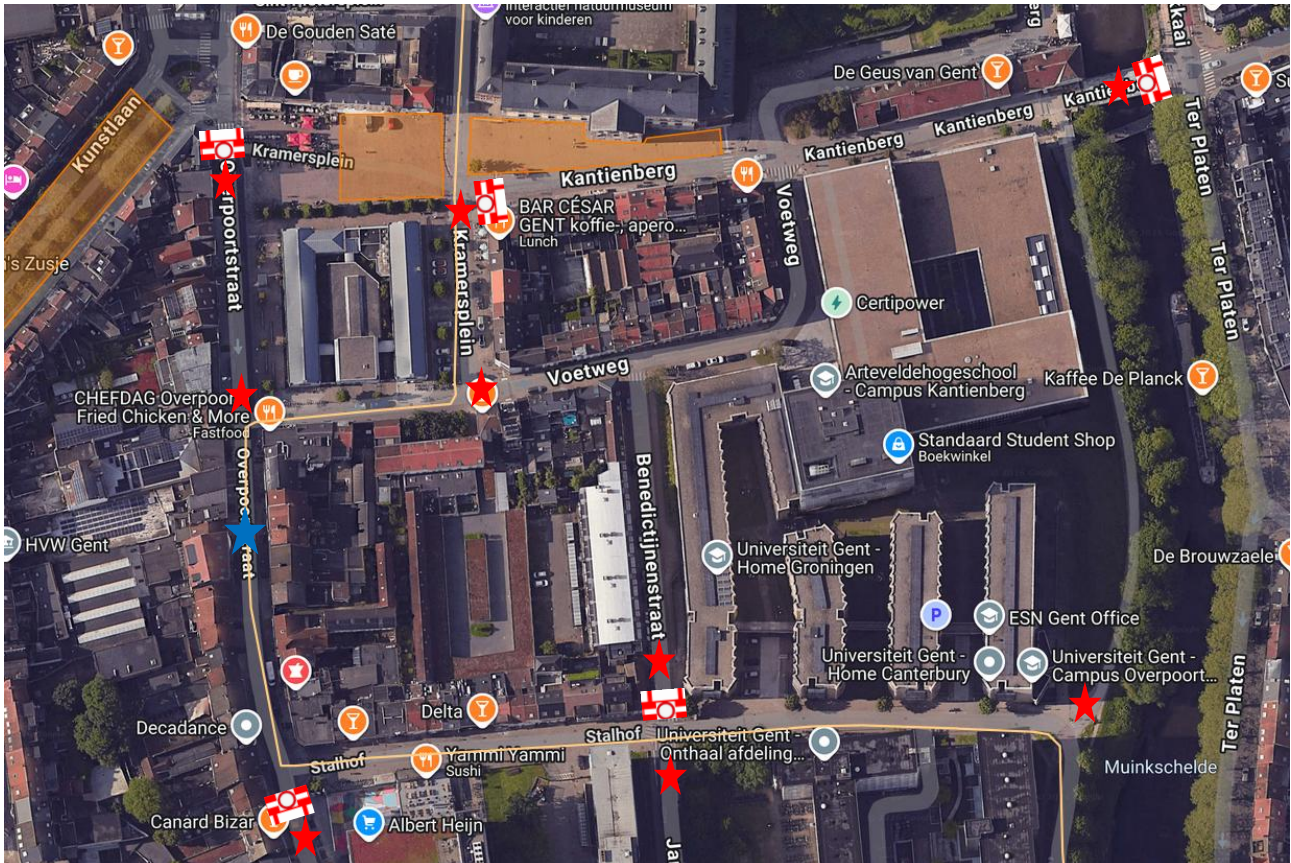 Interactief natuurmuseum
voor kinderen
De Gouden Saté
De Geus van Gent
Kunstlaan
Kramersplein
Kantienberg
Kantienberg
Kantienberg
Ter Platen
Ter Platen
BAR CÉSAR
GENT koffie-, apero...
Lunch
Kramersplein
Voetweg
Certipower
Voetweg
CHEFDAG Overpoort
Fried Chicken & More
Fastfood
Arteveldehogeschool
- Campus Kantienberg
Kaffee De Planck
Standaard Student Shop
Boekwinkel
Benedictijnenstraat
HVW Gent
Universiteit Gent -
Home Groningen
De Brouwzaele
P
ESN Gent Office
Universiteit Gent -
Home Canterbury
Universiteit Gent -
Campus Overpoort...
Ter Platen
Decadance
Delta
Stalhof
Universiteit Gent -
Onthaal afdeling...
Stalhof
Yammi Yammi
Sushi
Muinkschelde
Canard Bizar
Albert Heijn